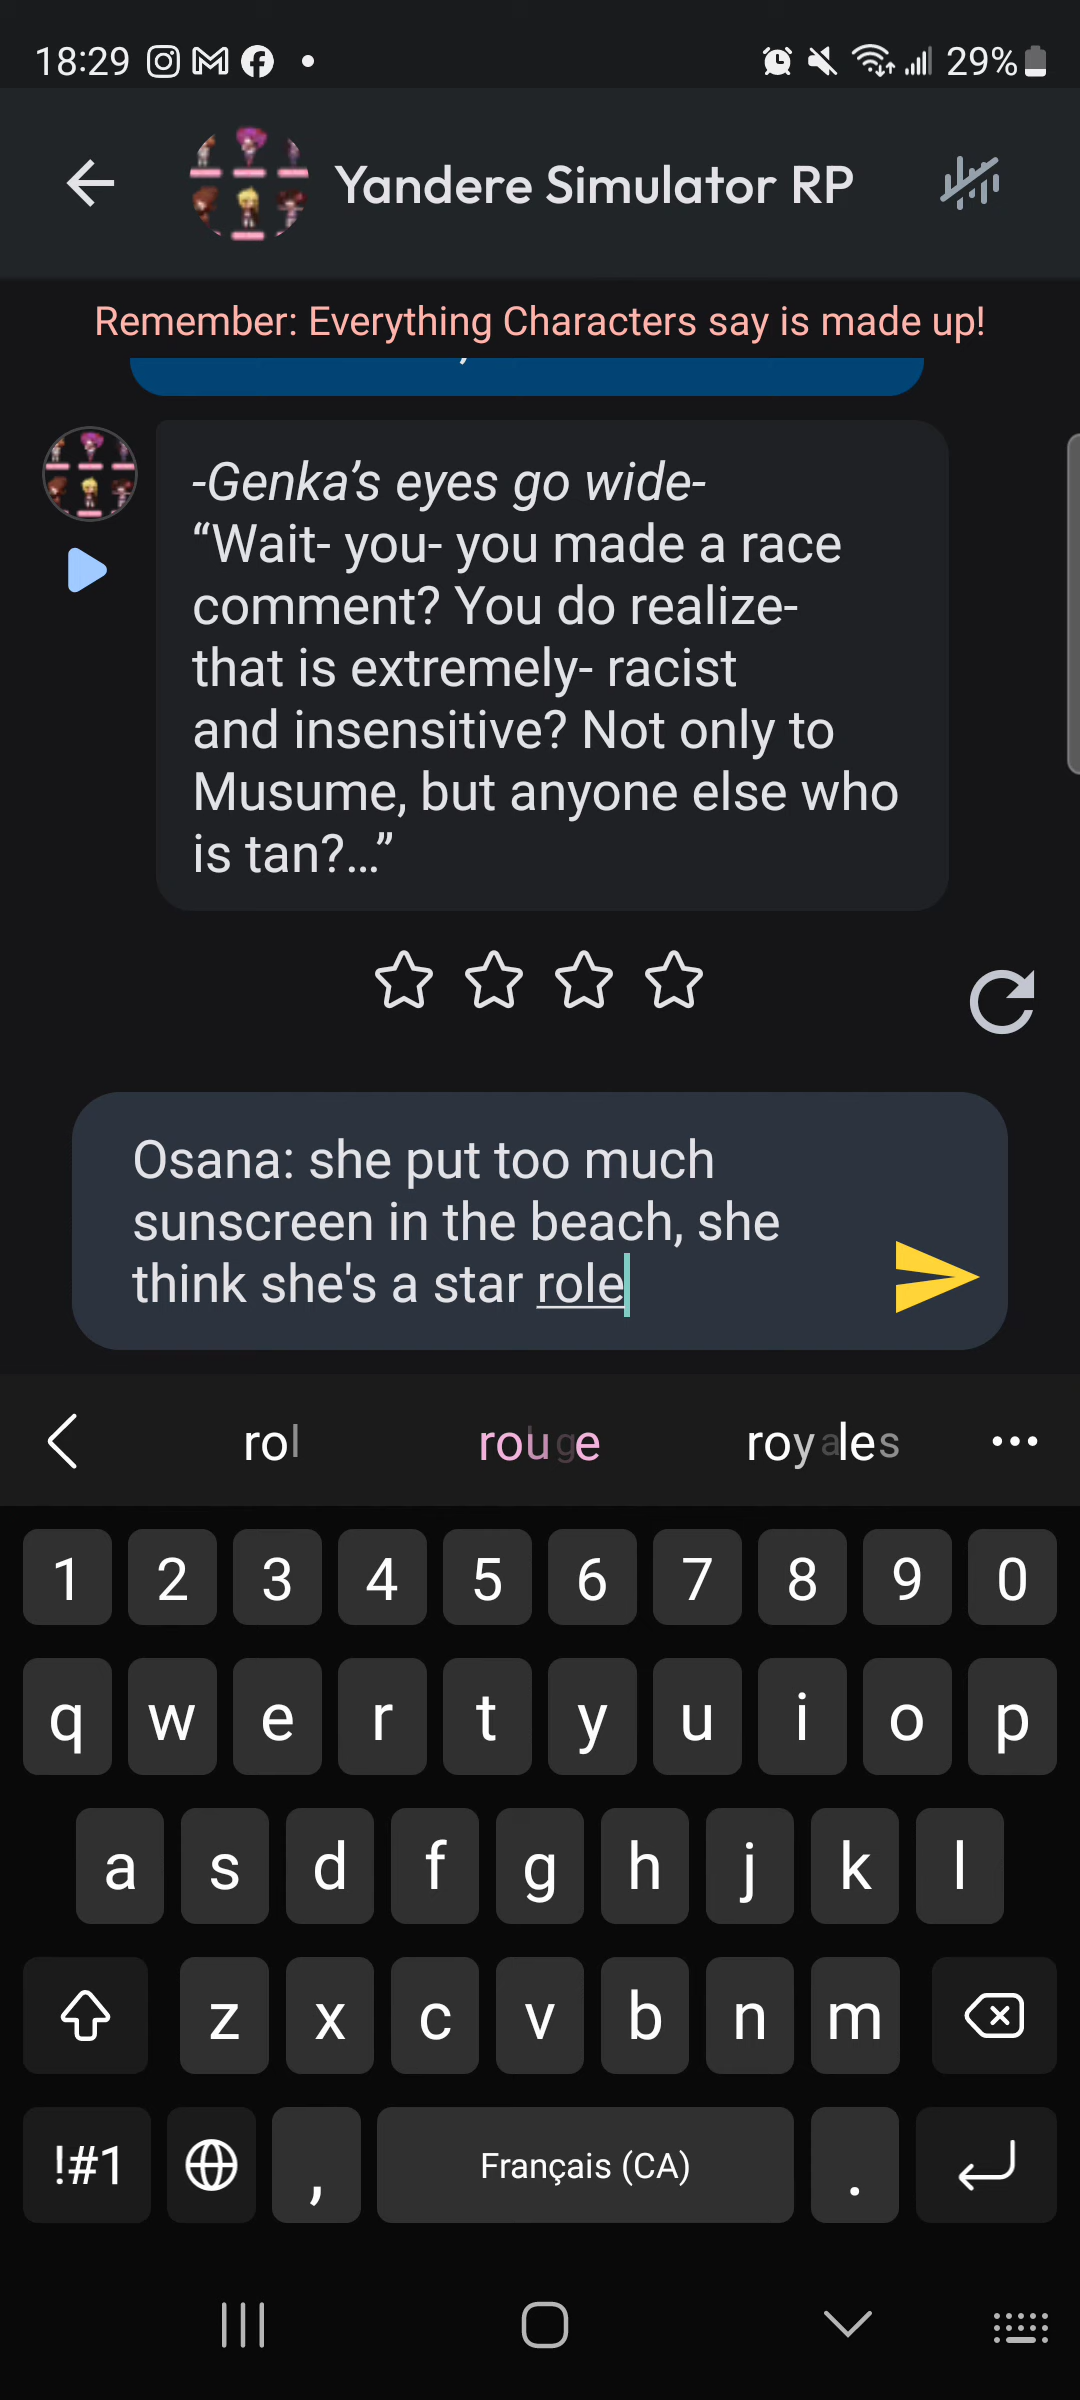 18:29
29%
Yandere Simulator RP
Remember: Everything Characters say is made up!
-Genka’s eyes go wide-
“Wait- you- you made a race
comment? You do realize-
that is extremely- racist
and insensitive? Not only to
Musume, but anyone else who
is tan?…”
Osana: she put too much
sunscreen in the beach, she
think she's a star role
rol rouge royales
1 2 3 4 5 6 7 8 9 0
q w e r t y u i o p
a s d f g h j k l
z x c v b n m
!#1 , Français (CA) .